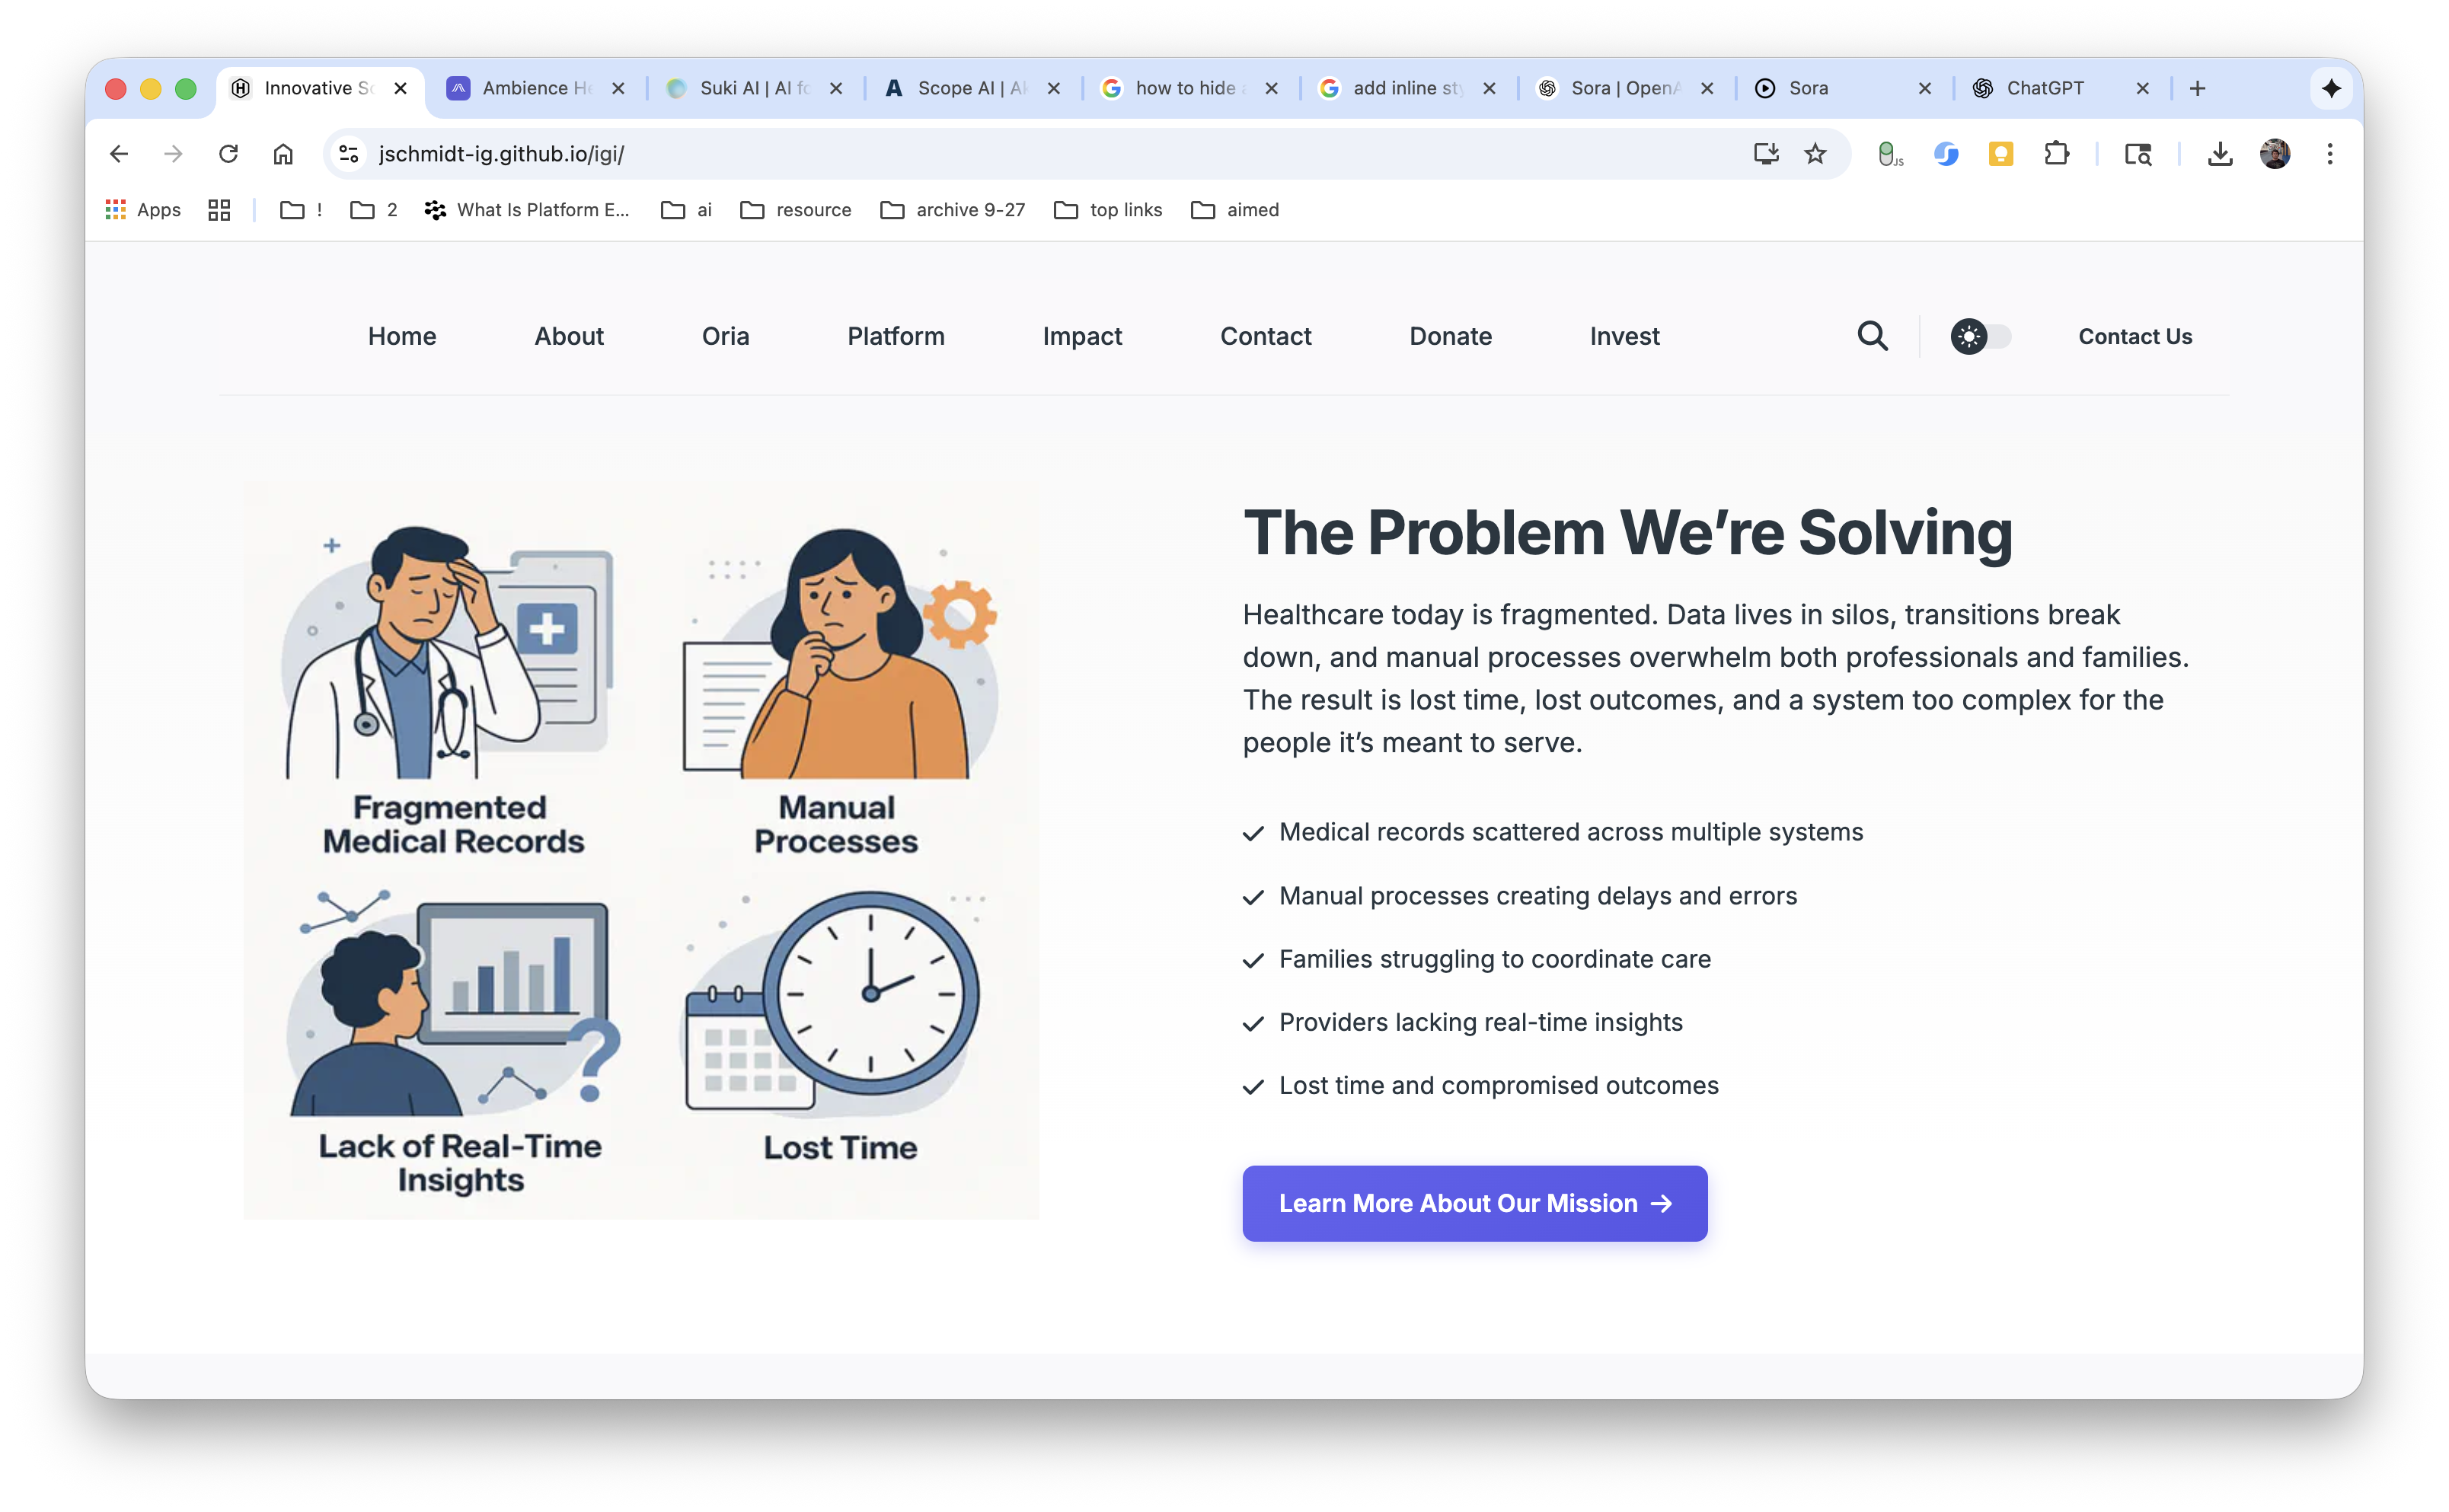 Innovative S
Ambience H
Suki AI | AI fo
Scope AI | A
how to hide
add inline sty
Sora | OpenA
Sora
ChatGPT
jschmidt-ig.github.io/igi/
JS
Apps
!
2
What Is Platform E...
ai
resource
archive 9-27
top links
aimed
Home
About
Oria
Platform
Impact
Contact
Donate
Invest
Contact Us
Fragmented
Medical Records
Manual
Processes
Lack of Real-Time
Insights
?
Lost Time
The Problem We’re Solving
Healthcare today is fragmented. Data lives in silos, transitions break
down, and manual processes overwhelm both professionals and families.
The result is lost time, lost outcomes, and a system too complex for the
people it’s meant to serve.
Medical records scattered across multiple systems
Manual processes creating delays and errors
Families struggling to coordinate care
Providers lacking real-time insights
Lost time and compromised outcomes
Learn More About Our Mission →